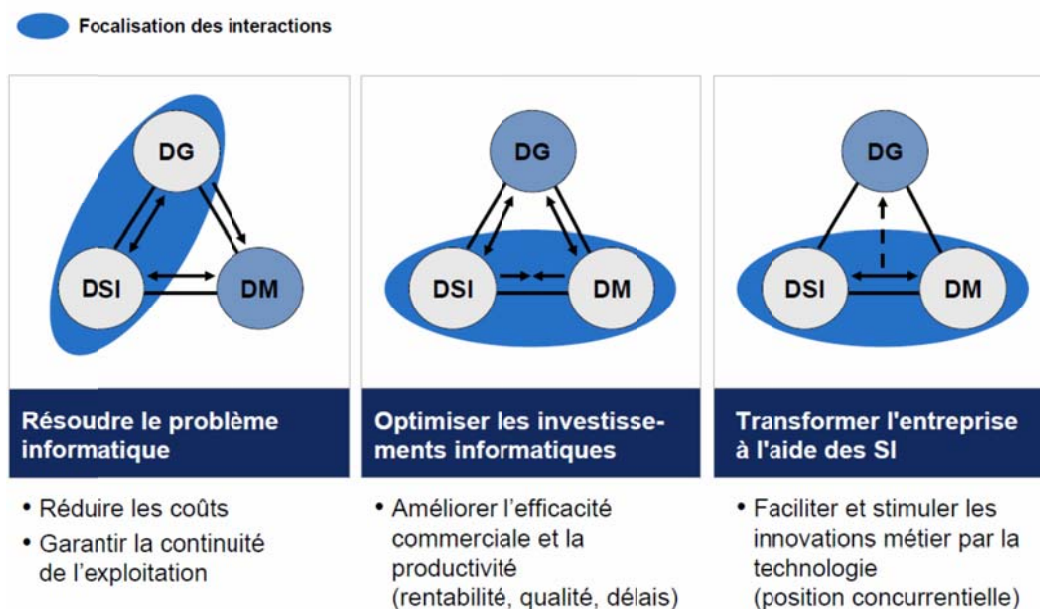 Focalisation des interactions
DG
DSI
DM
Résoudre le problème
informatique
• Réduire les coûts
• Garantir la continuité
de l'exploitation
DG
DSI
DM
Optimiser les investisse-
ments informatiques
• Améliorer l'efficacité
commerciale et la
productivité
(rentabilité, qualité, délais)
DG
DSI
DM
Transformer l'entreprise
à l'aide des SI
• Faciliter et stimuler les
innovations métier par la
technologie
(position concurrentielle)